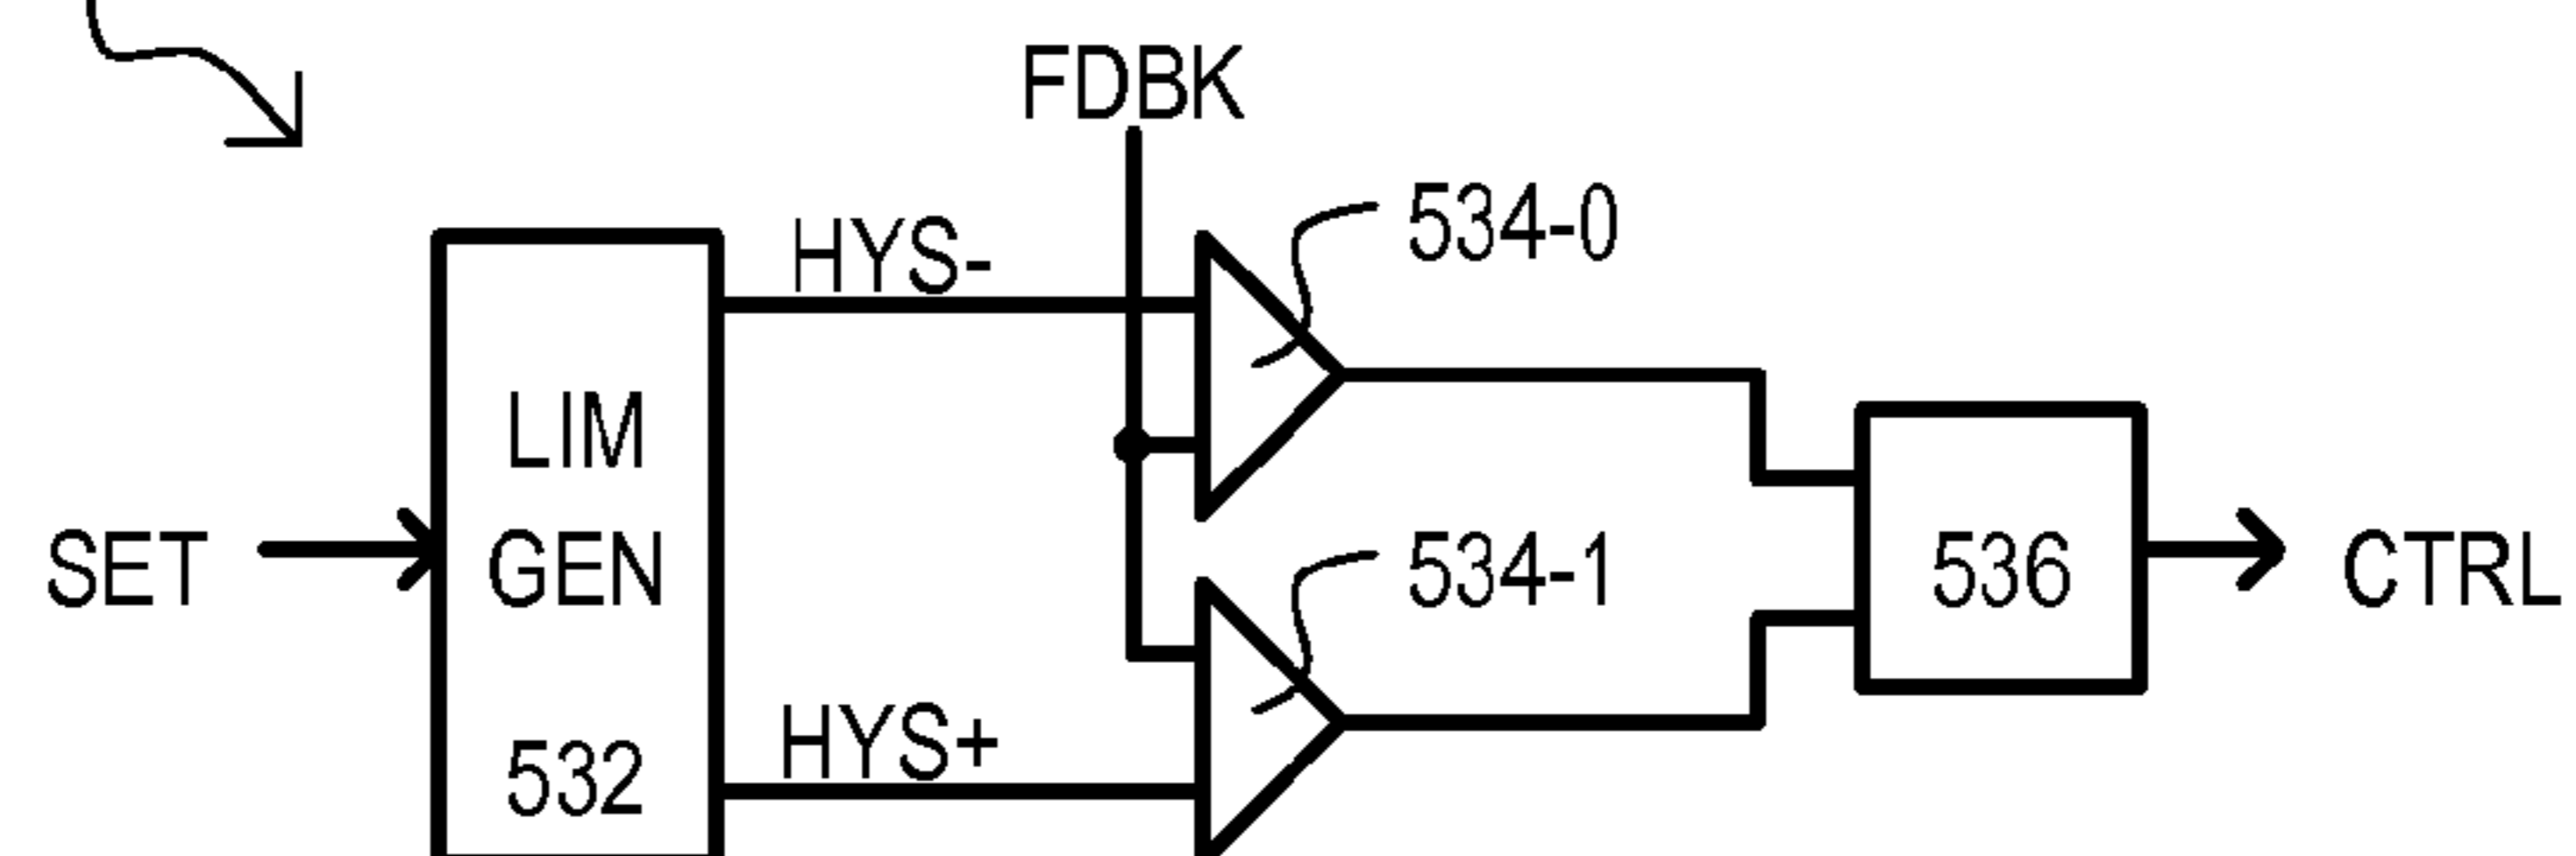 FDBK
534-0
HYS-
LIM
GEN
532
SET
534-1
536
CTRL
HYS+